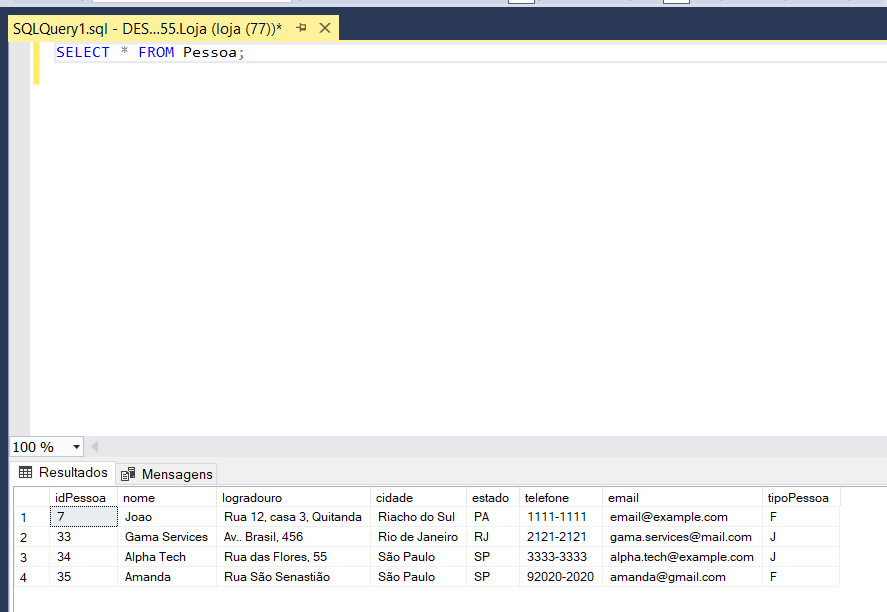 SQLQuery1.sql - DES...55.Loja (loja (77))*
SELECT * FROM Pessoa;
100 %
Resultados Mensagens
idPessoa nome logradouro cidade estado telefone email tipoPessoa
1 7 Joao Rua 12, casa 3, Quitanda Riacho do Sul PA 1111-1111 email@example.com F
2 33 Gama Services Av.. Brasil, 456 Rio de Janeiro RJ 2121-2121 gama.services@mail.com J
3 34 Alpha Tech Rua das Flores, 55 São Paulo SP 3333-3333 alpha.tech@example.com J
4 35 Amanda Rua São Senastião São Paulo SP 92020-2020 amanda@gmail.com F